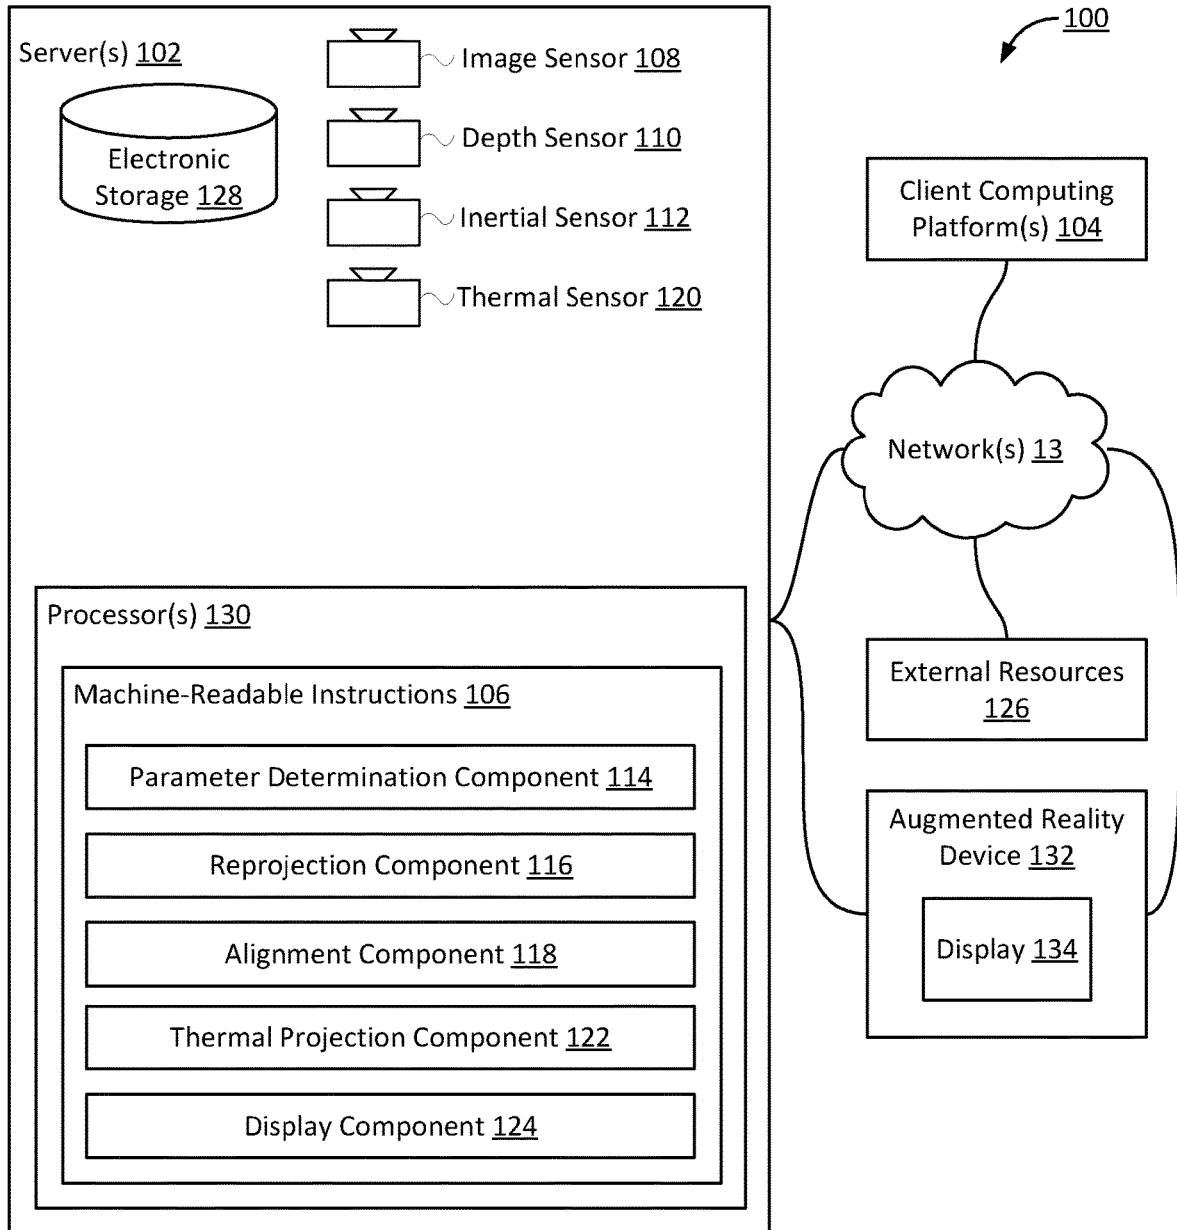 100
Server(s) 102
Image Sensor 108
Depth Sensor 110
Inertial Sensor 112
Thermal Sensor 120
Electronic
Storage 128
Client Computing
Platform(s) 104
Network(s) 13
External Resources
126
Augmented Reality
Device 132
Display 134
Processor(s) 130
Machine-Readable Instructions 106
Parameter Determination Component 114
Reprojection Component 116
Alignment Component 118
Thermal Projection Component 122
Display Component 124